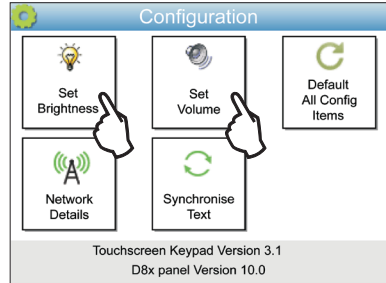 Configuration
Set
Brightness
Set
Volume
Default
All Config
Items
Network
Details
Synchronise
Text
Touchscreen Keypad Version 3.1
D8x panel Version 10.0